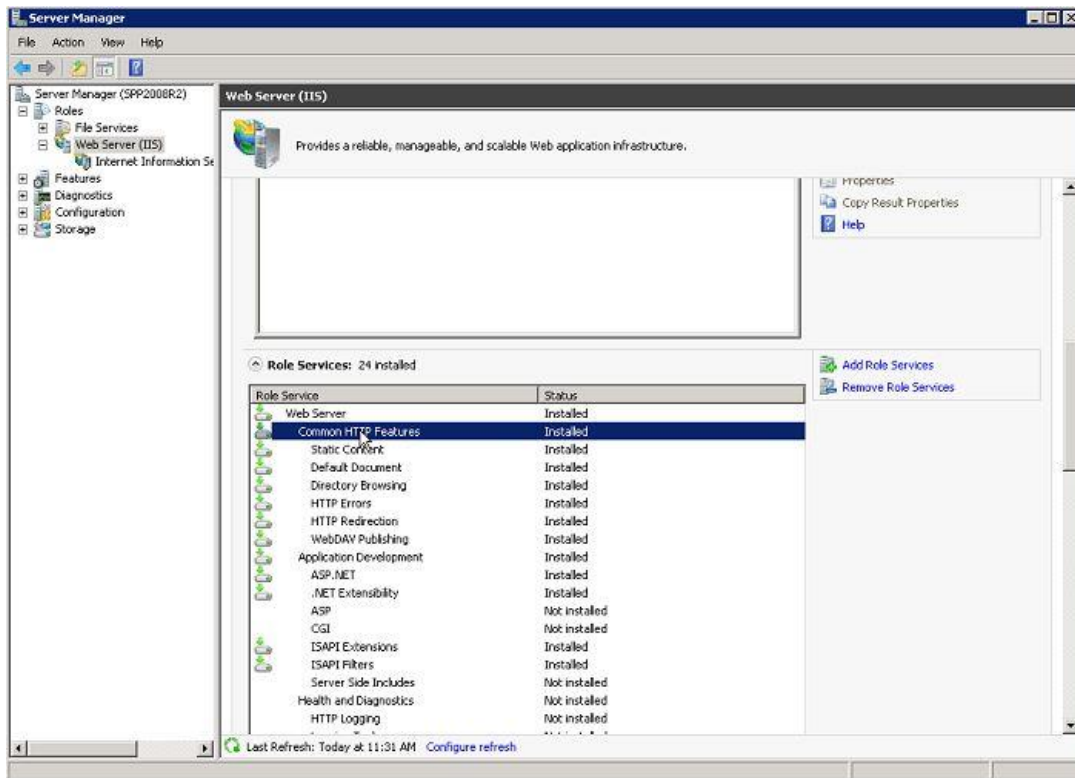 Server Manager
File Action View Help
Server Manager (SPP2008R2)
Roles
File Services
Web Server (IIS)
Internet Information Se
Features
Diagnostics
Configuration
Storage
Web Server (IIS)
Provides a reliable, manageable, and scalable Web application infrastructure.
Properties
Copy Result Properties
Help
Role Services: 24 installed
Add Role Services
Remove Role Services
Role Service Status
Web Server Installed
Common HTTP Features Installed
Static Content Installed
Default Document Installed
Directory Browsing Installed
HTTP Errors Installed
HTTP Redirection Installed
WebDAV Publishing Installed
Application Development Installed
ASP.NET Installed
.NET Extensibility Installed
ASP Not installed
CGI Not installed
ISAPI Extensions Installed
ISAPI Filters Installed
Server Side Includes Not installed
Health and Diagnostics Not installed
HTTP Logging Not installed
Last Refresh: Today at 11:31 AM Configure refresh